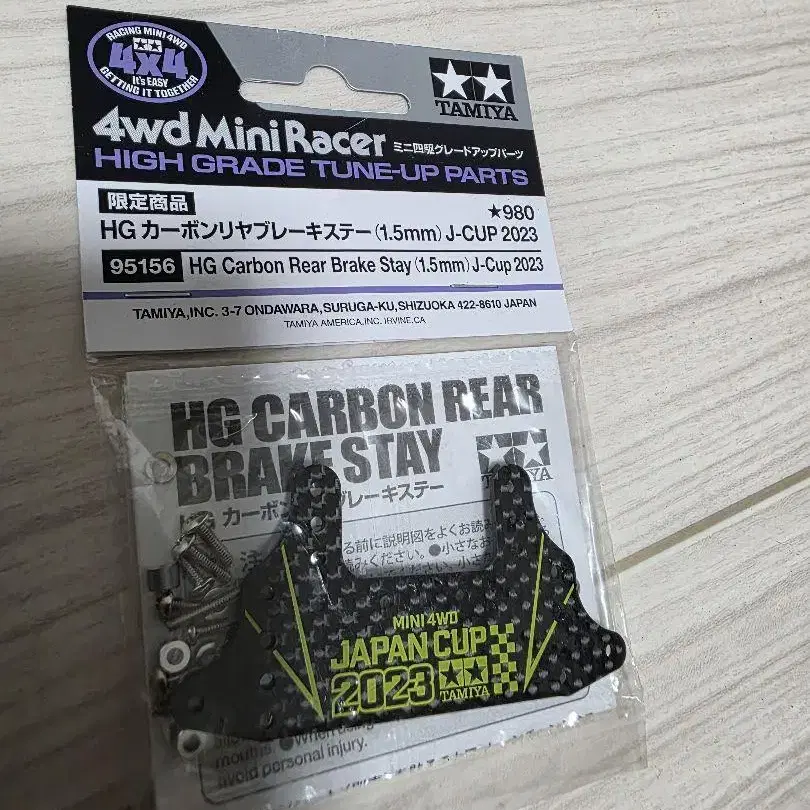 RACING MINI 4WD
4x4
It's EASY
GETTING IT TOGETHER
TAMIYA
4wd Mini Racer ミニ四駆グレードアップパーツ
HIGH GRADE TUNE-UP PARTS
限定商品
★980
HG カーボンリヤブレーキステー(1.5mm) J-CUP 2023
95156 HG Carbon Rear Brake Stay (1.5mm) J-Cup 2023
TAMIYA,INC. 3-7 ONDAWARA,SURUGA-KU,SHIZUOKA 422-8610 JAPAN
TAMIYA AMERICA,INC. IRVINE,CA
HG CARBON REAR
BRAKE STAY
TAMIYA
HG カーボン ブレーキステー
る前に説明図をよくお読み
ください。●小さなお
MINI 4WD
JAPAN CUP
2023
TAMIYA
mouths. ●When using
avoid personal injury.